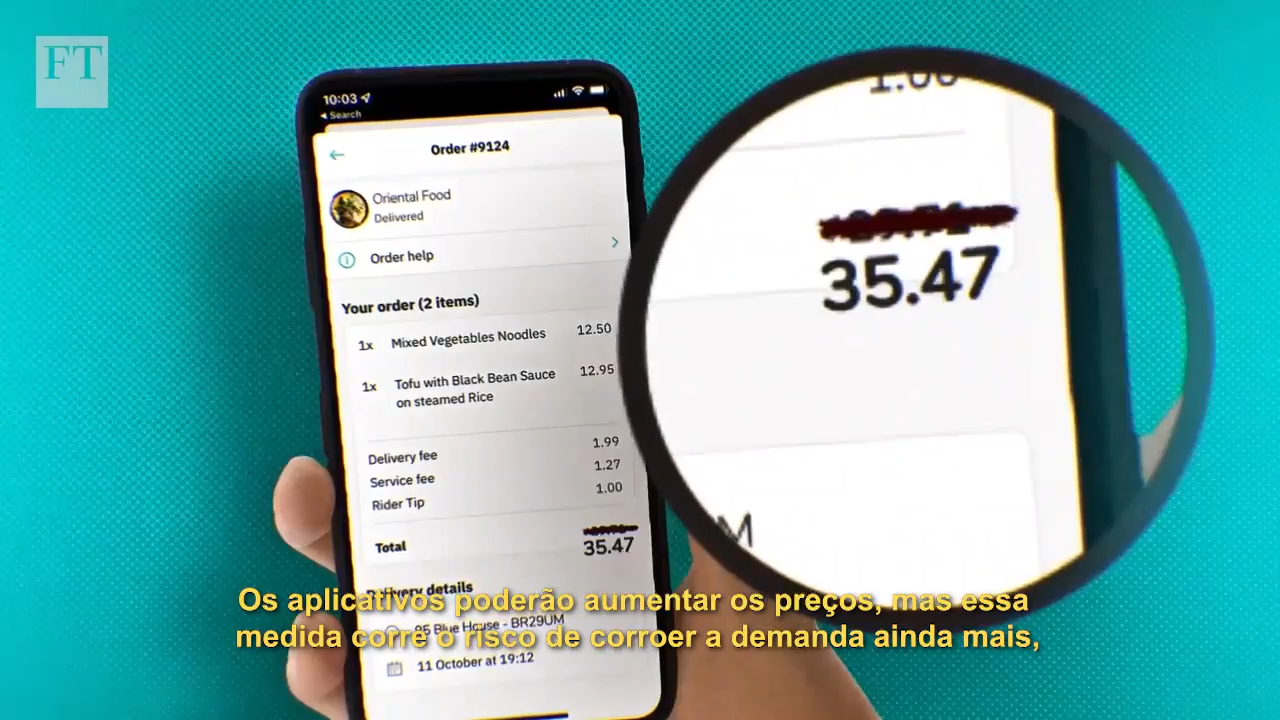 FT
10:03
Search
Order #9124
Oriental Food
Delivered
Order help
Your order (2 items)
1x Mixed Vegetables Noodles 12.50
1x Tofu with Black Bean Sauce 12.95
on steamed Rice
Delivery fee 1.99
Service fee 1.27
Rider Tip 1.00
Total 35.47
Delivery details
95 Blue House - BR29UM
11 October at 19:12
1.00
35.47
M
Os aplicativos poderão aumentar os preços, mas essa
medida corre o risco de corroer a demanda ainda mais,